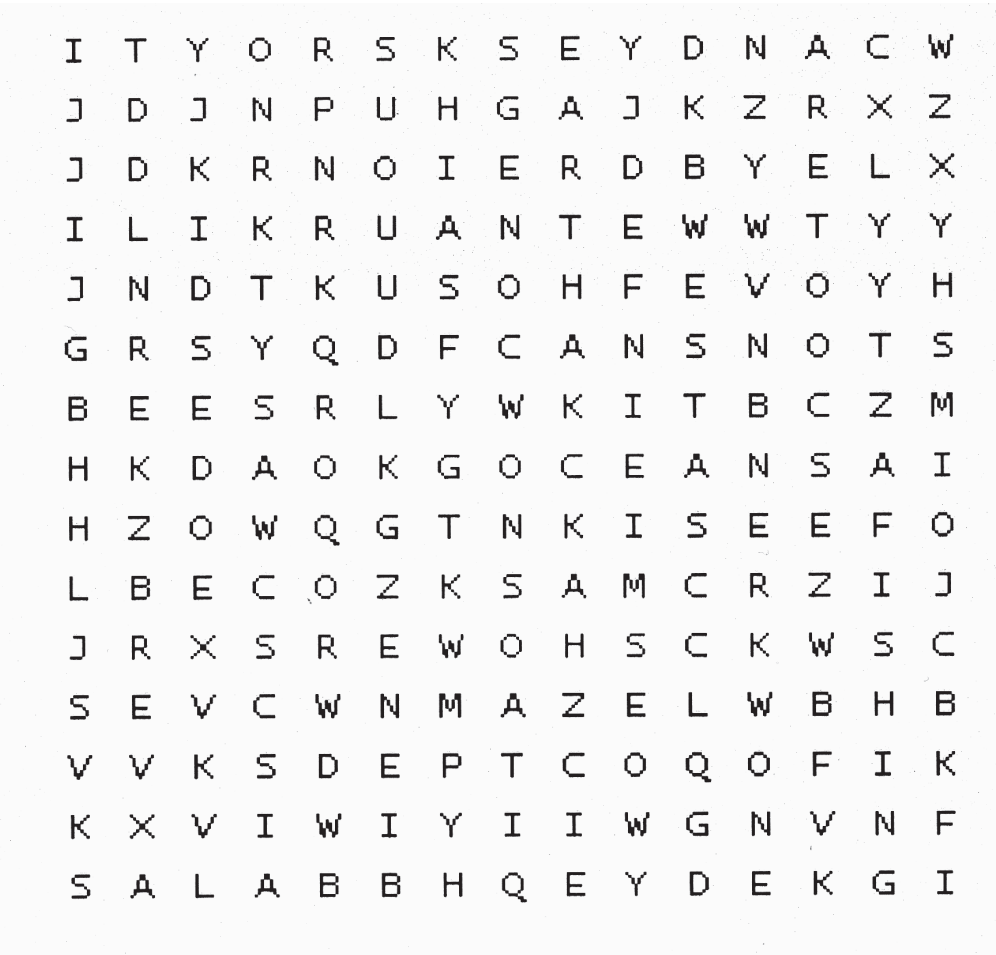 I T Y O R S K S E Y D N A C W
J D J N P U H G A J K Z R X Z
J D K R N O I E R D B Y E L X
I L I K R U A N T E W W T Y Y
J N D T K U S O H F E V O Y H
G R S Y Q D F C A N S N O T S
B E E S R L Y W K I T B C Z M
H K D A O K G O C E A N S A I
H Z O W Q G T N K I S E E F O
L B E C O Z K S A M C R Z I J
J R X S R E W O H S C K W S C
S E V C W N M A Z E L W B H B
V V K S D E P T C O Q O F I K
K X V I W I Y I I W G N V N F
S A L A B B H Q E Y D E K G I